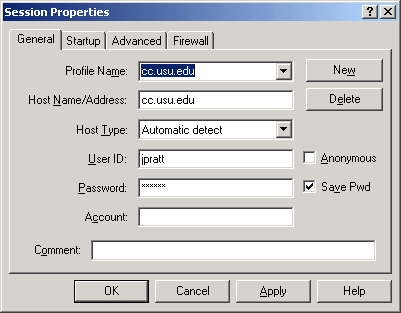 Session Properties
General Startup Advanced Firewall
Profile Name: cc.usu.edu New
Host Name/Address: cc.usu.edu Delete
Host Type: Automatic detect
User ID: jpratt Anonymous
Password: ****** Save Pwd
Account:
Comment:
OK Cancel Apply Help